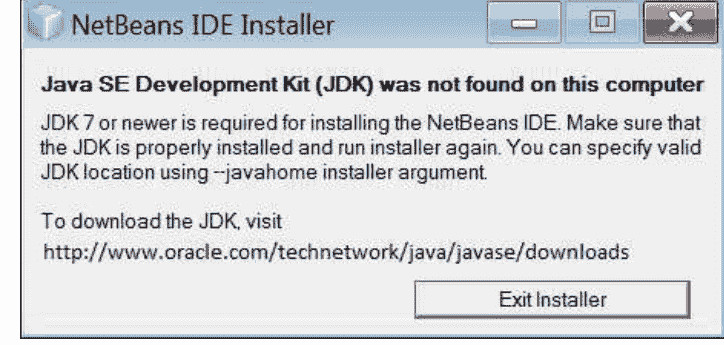 NetBeans IDE Installer
Java SE Development Kit (JDK) was not found on this computer
JDK 7 or newer is required for installing the NetBeans IDE. Make sure that
the JDK is properly installed and run installer again. You can specify valid
JDK location using --javahome installer argument.
To download the JDK, visit
http://www.oracle.com/technetwork/java/javase/downloads
Exit Installer